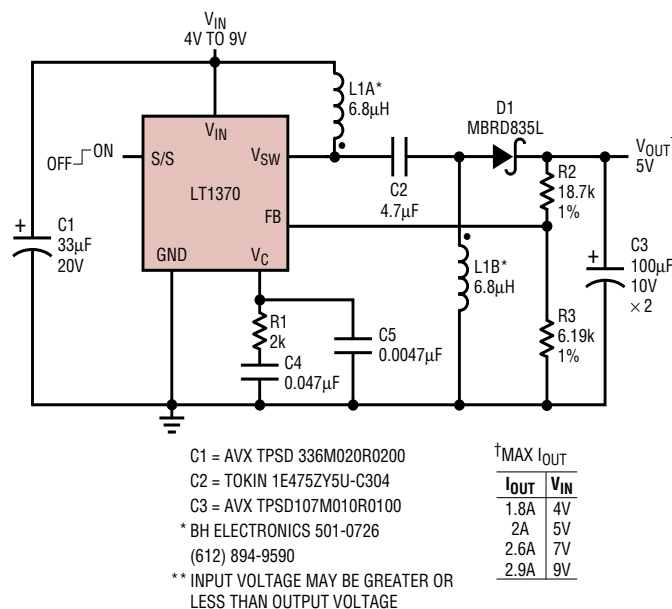 VIN
4V TO 9V
L1A*
6.8µH
D1
MBRD835L
VIN
OFF
ON
S/S
VSW
LT1370
FB
GND
VC
C2
4.7µF
VOUT†
5V
R2
18.7k
1%
+
C1
33µF
20V
L1B*
6.8µH
+
C3
100µF
10V
× 2
R1
2k
C4
0.047µF
C5
0.0047µF
R3
6.19k
1%
C1 = AVX TPSD 336M020R0200
C2 = TOKIN 1E475ZY5U-C304
C3 = AVX TPSD107M010R0100
* BH ELECTRONICS 501-0726
(612) 894-9590
** INPUT VOLTAGE MAY BE GREATER OR
LESS THAN OUTPUT VOLTAGE
†MAX IOUT
IOUT VIN
1.8A 4V
2A 5V
2.6A 7V
2.9A 9V